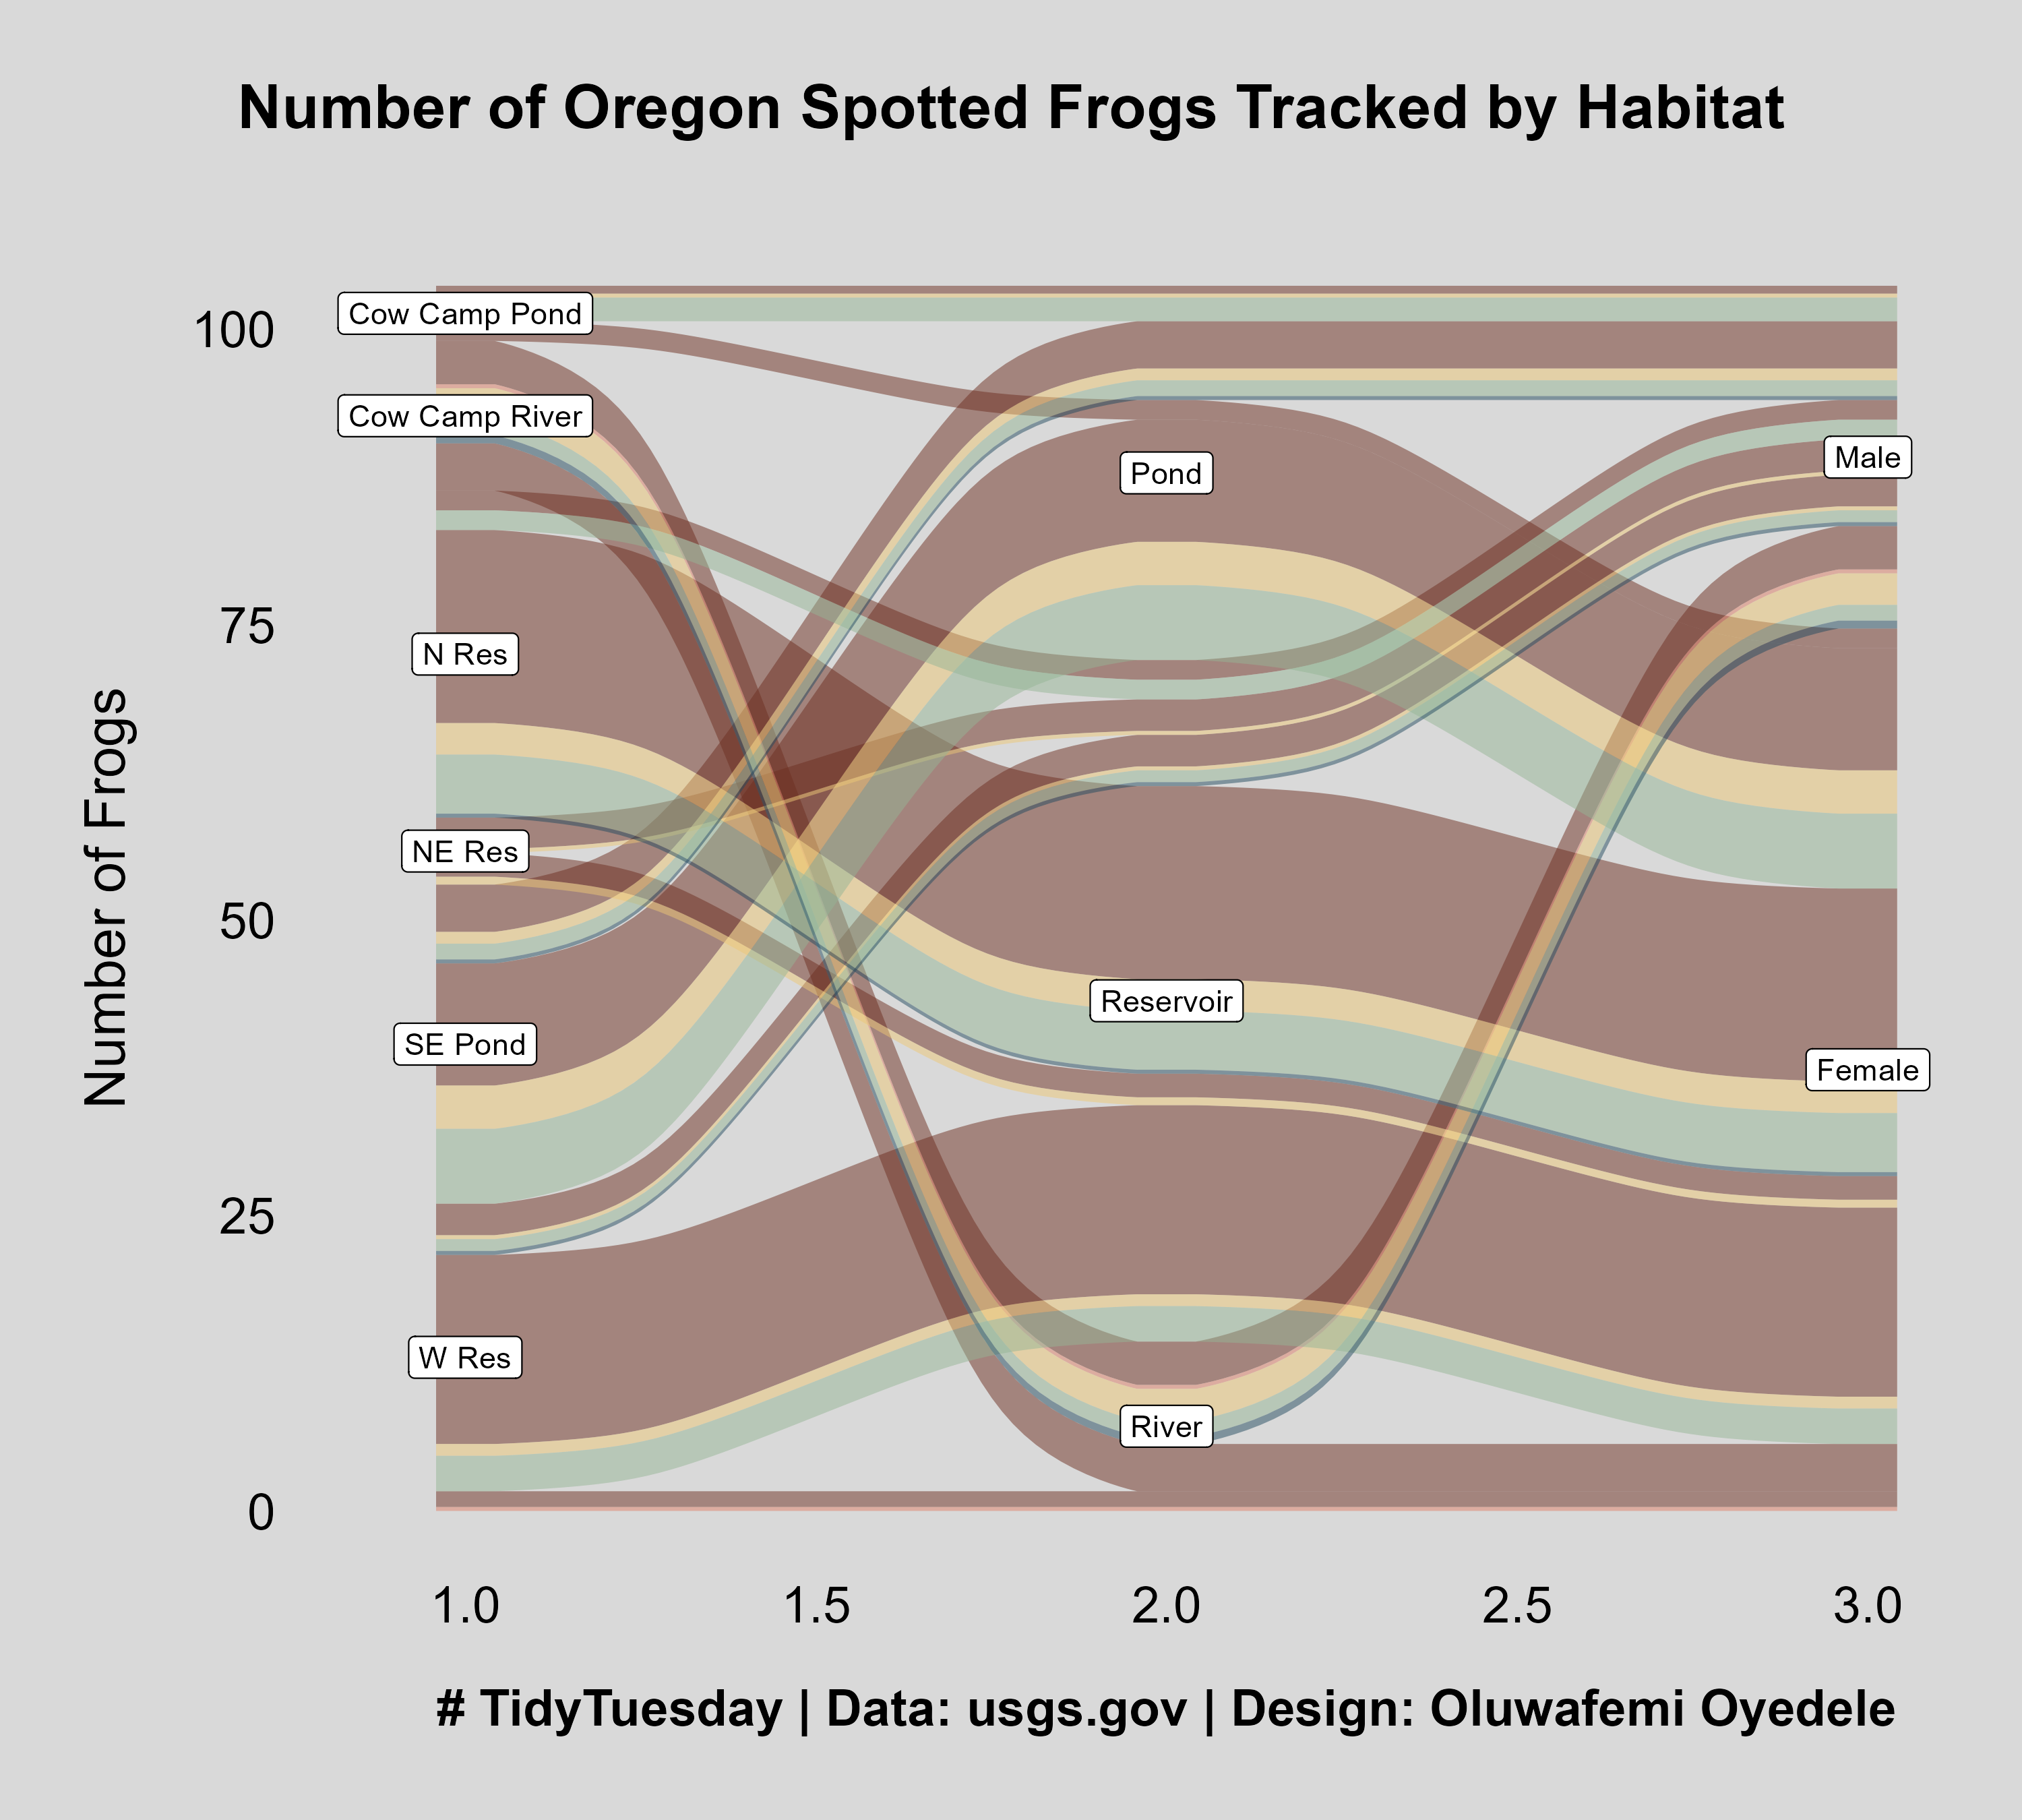 Number of Oregon Spotted Frogs Tracked by Habitat
Number of Frogs
100
75
50
25
0
Cow Camp Pond
Cow Camp River
N Res
NE Res
SE Pond
W Res
Pond
Reservoir
River
Male
Female
1.0 1.5 2.0 2.5 3.0
# TidyTuesday | Data: usgs.gov | Design: Oluwafemi Oyedele